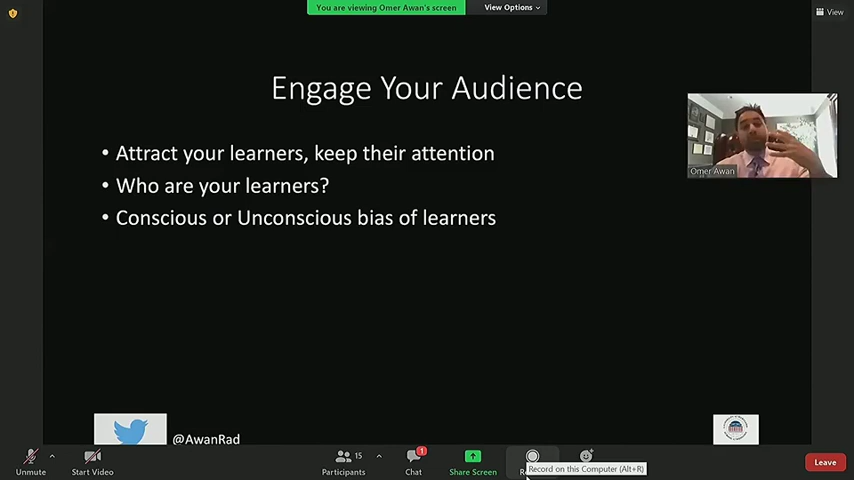 You are viewing Omer Awan's screen
View Options
View
Engage Your Audience
• Attract your learners, keep their attention
• Who are your learners?
• Conscious or Unconscious bias of learners
Omer Awan
@AwanRad
Unmute
Start Video
15
Participants
1
Chat
Share Screen
Record on this Computer (Alt+R)
Leave